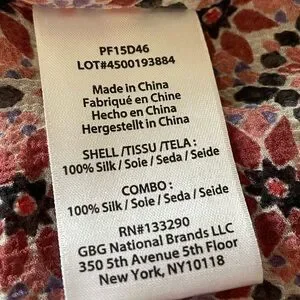 PF15D46
LOT#4500193884
Made in China
Fabriqué en Chine
Hecho en China
Hergestellt in China
SHELL /TISSU /TELA :
100% Silk / Soie / Seda / Seide
COMBO :
100% Silk / Soie / Seda / Seide
RN#133290
GBG National Brands LLC
350 5th Avenue 5th Floor
New York, NY10118